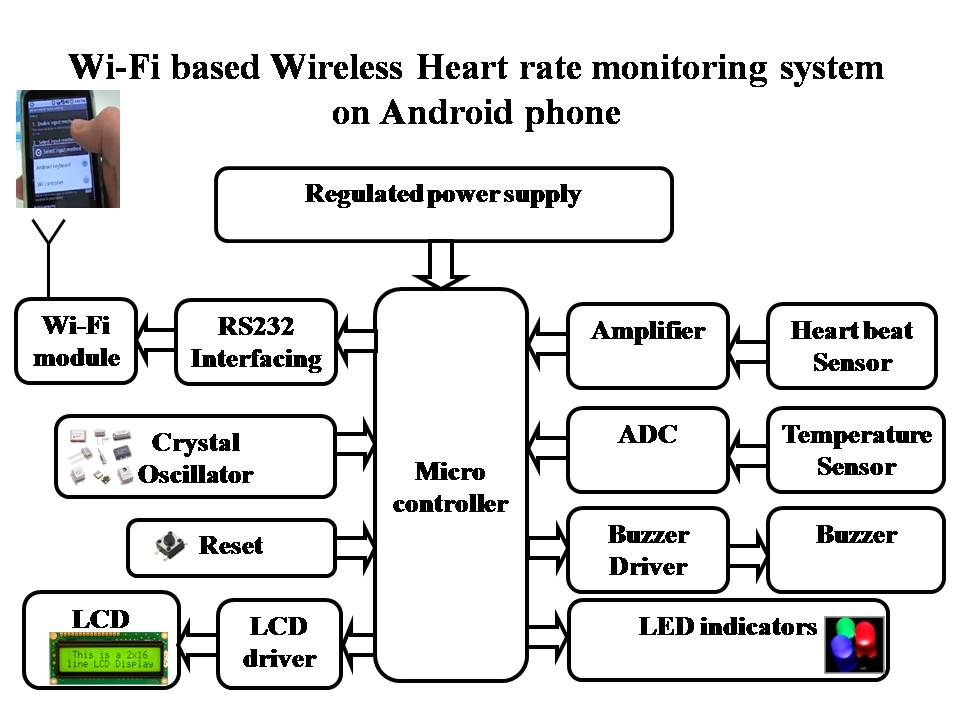 Wi-Fi based Wireless Heart rate monitoring system
on Android phone
Regulated power supply
Wi-Fi
module
RS232
Interfacing
Amplifier
Heart beat
Sensor
Crystal
Oscillator
Micro
controller
ADC
Temperature
Sensor
Reset
Buzzer
Driver
Buzzer
LCD
This is a 2x16
line LCD Display
LCD
driver
LED indicators